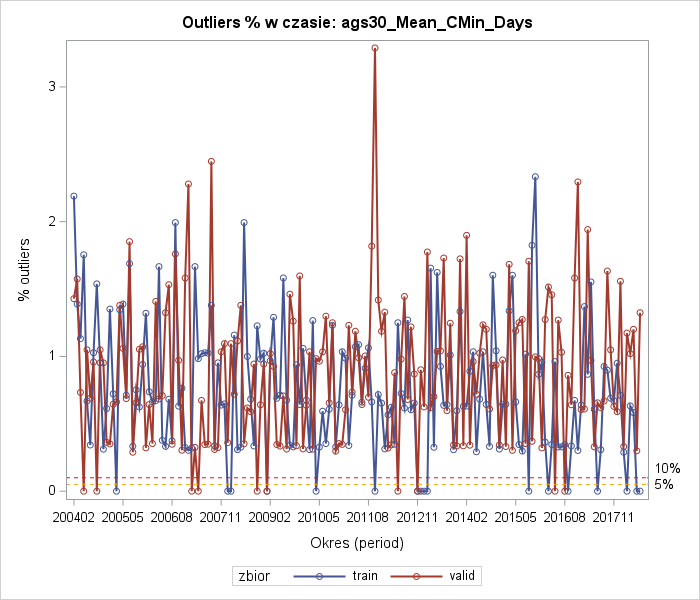 Outliers % w czasie: ags30_Mean_CMin_Days
% outliers
3
2
1
0
10%
5%
200402 200505 200608 200711 200902 201005 201108 201211 201402 201505 201608 201711
Okres (period)
zbior train valid